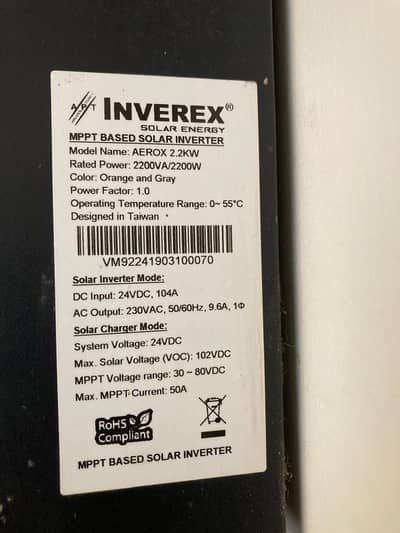 APT INVEREX®
SOLAR ENERGY
MPPT BASED SOLAR INVERTER
Model Name: AEROX 2.2KW
Rated Power: 2200VA/2200W
Color: Orange and Gray
Power Factor: 1.0
Operating Temperature Range: 0~ 55°C
Designed in Taiwan
VM92241903100070
Solar Inverter Mode:
DC Input: 24VDC, 104A
AC Output: 230VAC, 50/60Hz, 9.6A, 1Φ
Solar Charger Mode:
System Voltage: 24VDC
Max. Solar Voltage (VOC): 102VDC
MPPT Voltage range: 30 ~ 80VDC
Max. MPPT Current: 50A
RoHS
Compliant
MPPT BASED SOLAR INVERTER